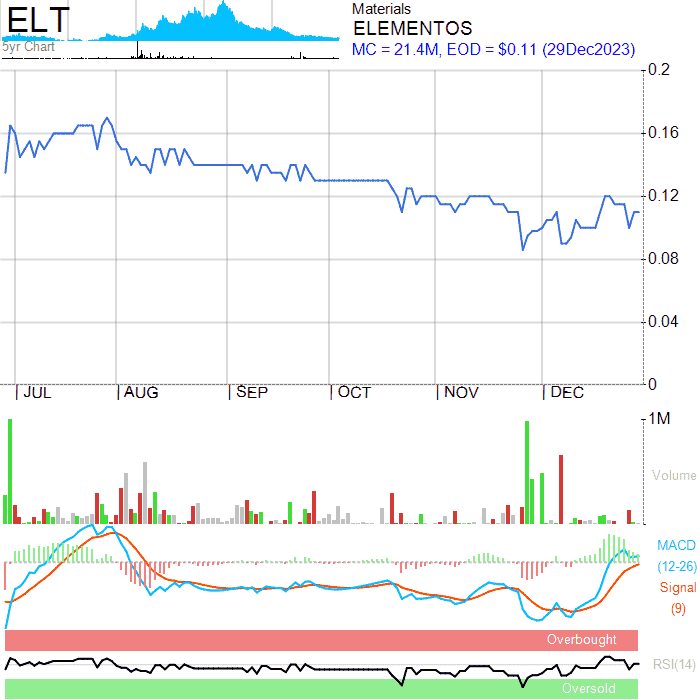 ELT
5yr Chart
Materials
ELEMENTOS
MC = 21.4M, EOD = $0.11 (29Dec2023)
0.2
0.16
0.12
0.08
0.04
0
JUL AUG SEP OCT NOV DEC
1M
Volume
MACD
(12-26)
Signal
(9)
Overbought
RSI(14)
Oversold